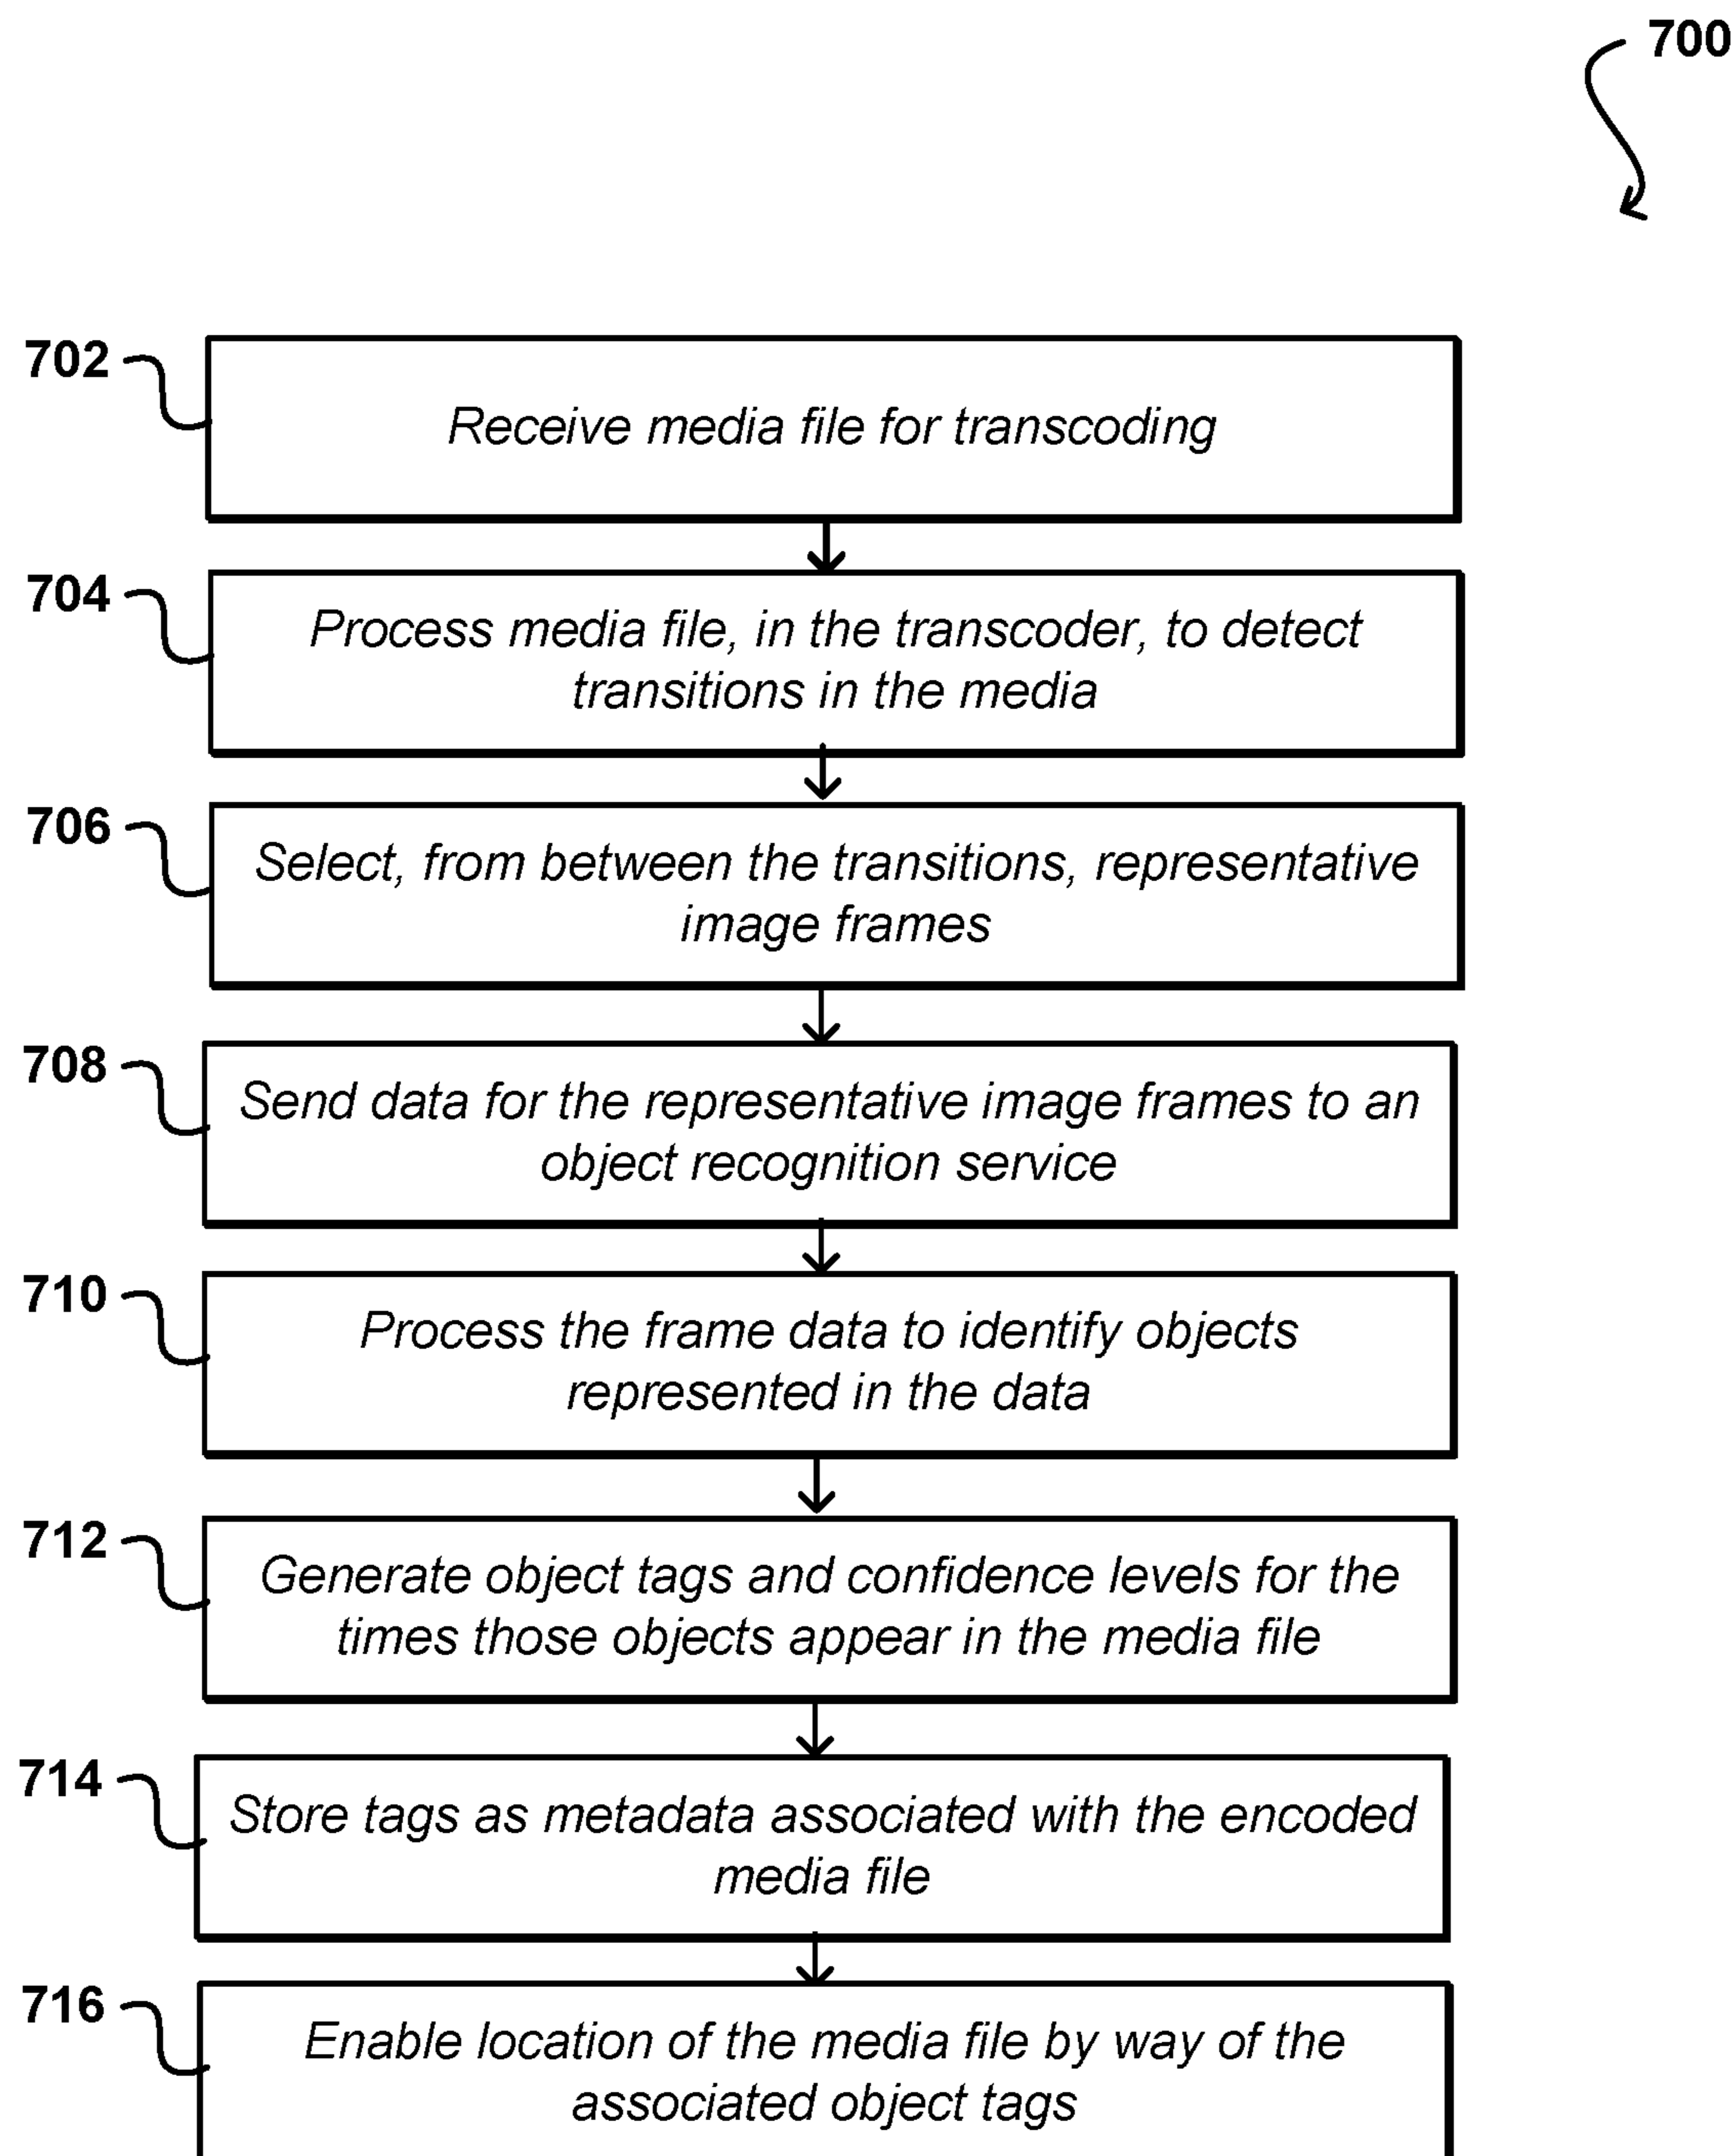 700
702
Receive media file for transcoding
704
Process media file, in the transcoder, to detect
transitions in the media
706
Select, from between the transitions, representative
image frames
708
Send data for the representative image frames to an
object recognition service
710
Process the frame data to identify objects
represented in the data
712
Generate object tags and confidence levels for the
times those objects appear in the media file
714
Store tags as metadata associated with the encoded
media file
716
Enable location of the media file by way of the
associated object tags